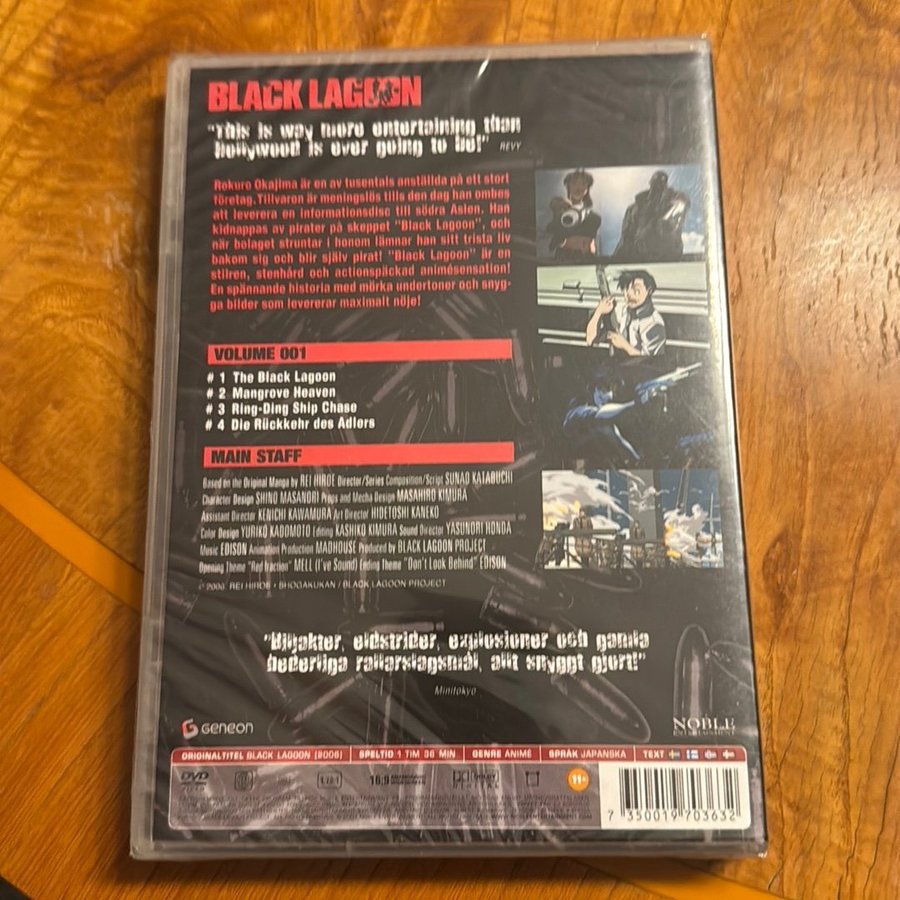 BLACK LAGOON
"This is way more entertaining than
hollywood is ever going to be!" REVY
Rokuro Okajima är en av tusentals anställda på ett stort
företag. Tillvaron är meningslös tills den dag han ombes
att leverera en informationsdisc till södra Asien. Han
kidnappas av pirater på skeppet "Black Lagoon", och
när bolaget struntar i honom lämnar han sitt trista liv
bakom sig och blir själv pirat! "Black Lagoon" är en
stilren, stenhård och actionspäckad animésensation!
En spännande historia med mörka undertoner och snyg-
ga bilder som levererar maximalt nöje!
VOLUME 001
# 1 The Black Lagoon
# 2 Mangrove Heaven
# 3 Ring-Ding Ship Chase
# 4 Die Rückkehr des Adlers
MAIN STAFF
Based on the Original Manga by REI HIROE Director/Series Composition/Script SUNAO KATABUCHI
Character Design SHINO MASANORI Props and Mecha Design MASAHIRO KIMURA
Assistant Director KENICHI KAWAMURA Art Director HIDETOSHI KANEKO
Color Design YURIKO KADOMOTO Editing KASHIKO KIMURA Sound Director YASUNORI HONDA
Music EDISON Animation Production MADHOUSE Produced by BLACK LAGOON PROJECT
Opening Theme "Red fraction" MELL (I've Sound) Ending Theme "Don't Look Behind" EDISON
© 2006 REI HIROE • SHOGAKUKAN / BLACK LAGOON PROJECT
"Biljakter, eldstrider, explosioner och gamla
hederliga rallarslagsmål, allt snyggt gjort!"
Minitokyo
GENEON
NOBLE
ENTERTAINMENT
ORIGINALTITEL BLACK LAGOON (2006) SPELTID 1 TIM 36 MIN GENRE ANIMÉ SPRÅK JAPANSKA TEXT
DVD
16:9
DOLBY
DIGITAL
11+
7 350019 703632